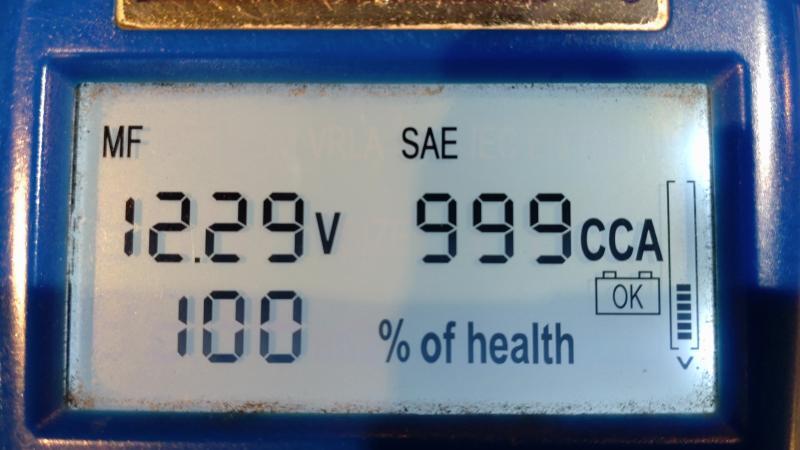 MF SAE
12.29V 999CCA
OK
100 % of health